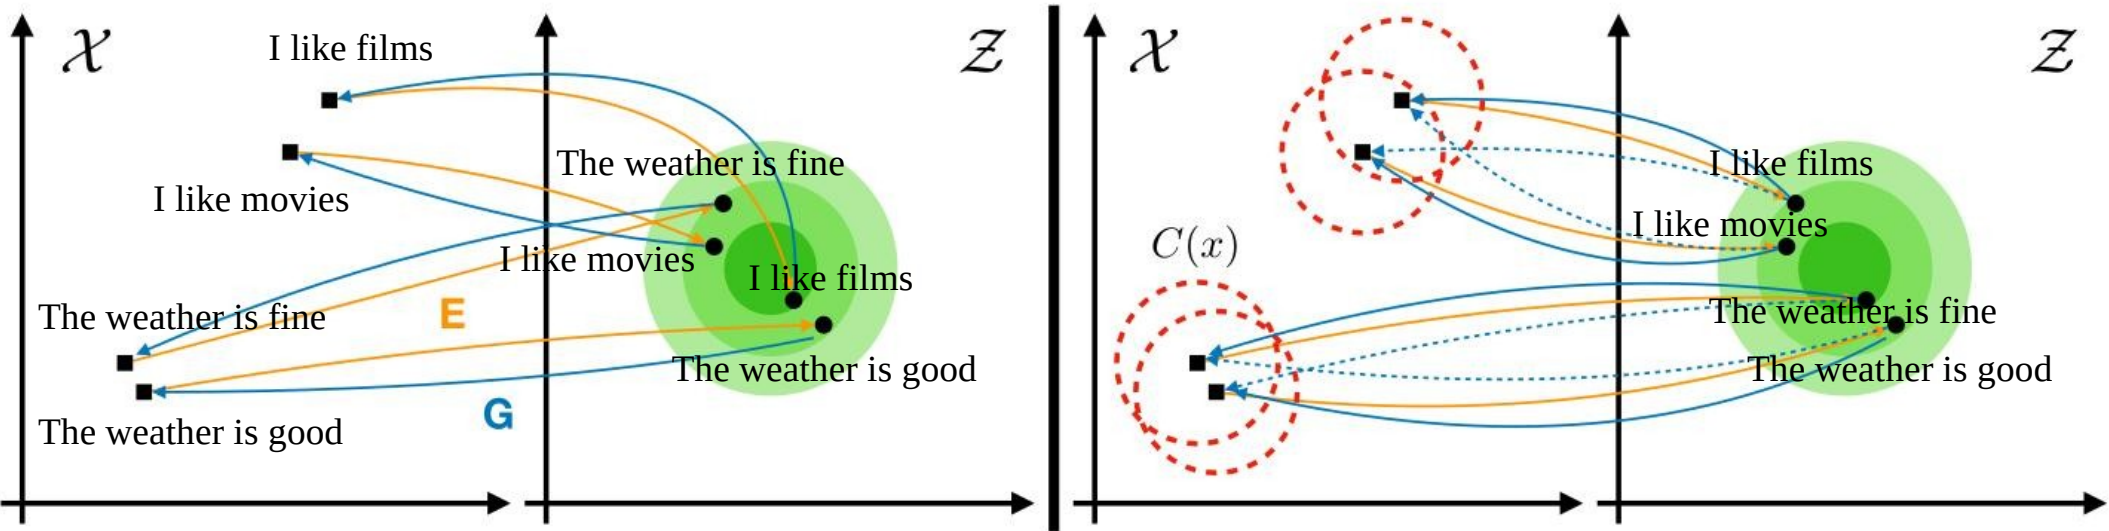 𝒳
I like films
𝒵
The weather is fine
I like movies
I like movies
I like films
The weather is fine
E
The weather is good
G
The weather is good
𝒳
𝒵
I like films
I like movies
C(x)
The weather is fine
The weather is good